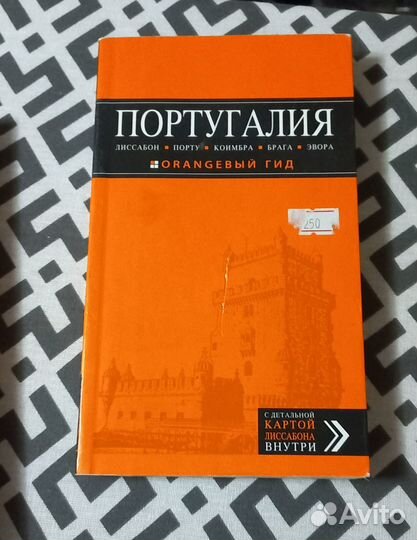 ПОРТУГАЛИЯ
ЛИССАБОН ▪ ПОРТУ ▪ КОИМБРА ▪ БРАГА ▪ ЭВОРА
ORANGEВЫЙ ГИД
250
С ДЕТАЛЬНОЙ
КАРТОЙ
ЛИССАБОНА
ВНУТРИ
Avito